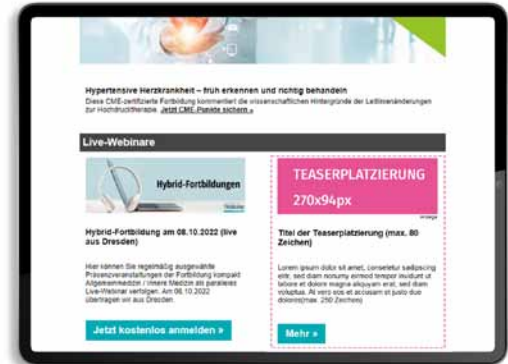 Hypertensive Herzkrankheit – früh erkennen und richtig behandeln
Diese CME-zertifizierte Fortbildung kommentiert die wissenschaftlichen Hintergründe der Leitlinienänderungen
zur Hochdrucktherapie. Jetzt CME-Punkte sichern »
Live-Webinare
Hybrid-Fortbildungen
TEASERPLATZIERUNG
270x94px
Anzeige
Hybrid-Fortbildung am 08.10.2022 (live
aus Dresden)
Hier können Sie regelmäßig ausgewählte
Präsenzveranstaltungen der Fortbildung kompakt
Allgemeinmedizin / Innere Medizin als paralleles
Live-Webinar verfolgen. Am 08.10.2022
übertragen wir aus Dresden.
Jetzt kostenlos anmelden »
Titel der Teaserplatzierung (max. 80
Zeichen)
Lorem ipsum dolor sit amet, consetetur sadipscing
elitr, sed diam nonumy eirmod tempor invidunt ut
labore et dolore magna aliquyam erat, sed diam
voluptua. At vero eos et accusam et justo duo
dolores(max. 250 Zeichen)
Mehr »